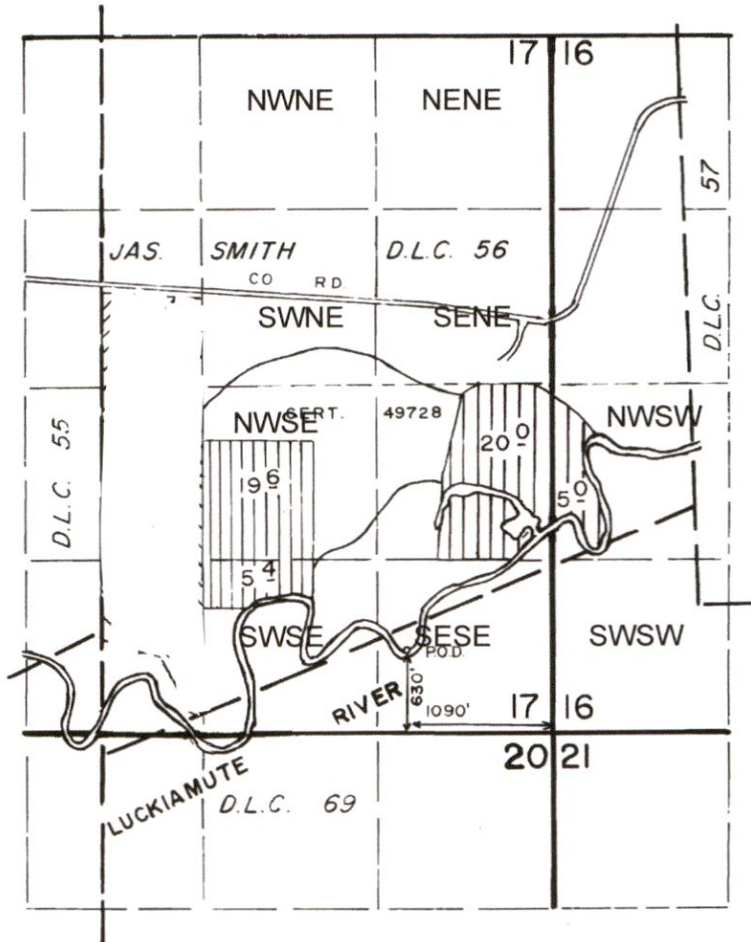 17 16
NWNE NENE
57
JAS. SMITH D.L.C. 56
CO RD.
SWNE SENE
D.L.C.
NWSE CERT. 49728 NWSW
20 0
D.L.C. 55
19 6
5 0
5 4
SWSE SESE SWSW
P.O.D.
630'
RIVER 1090' 17 16
20 21
LUCKIAMUTE
D.L.C. 69